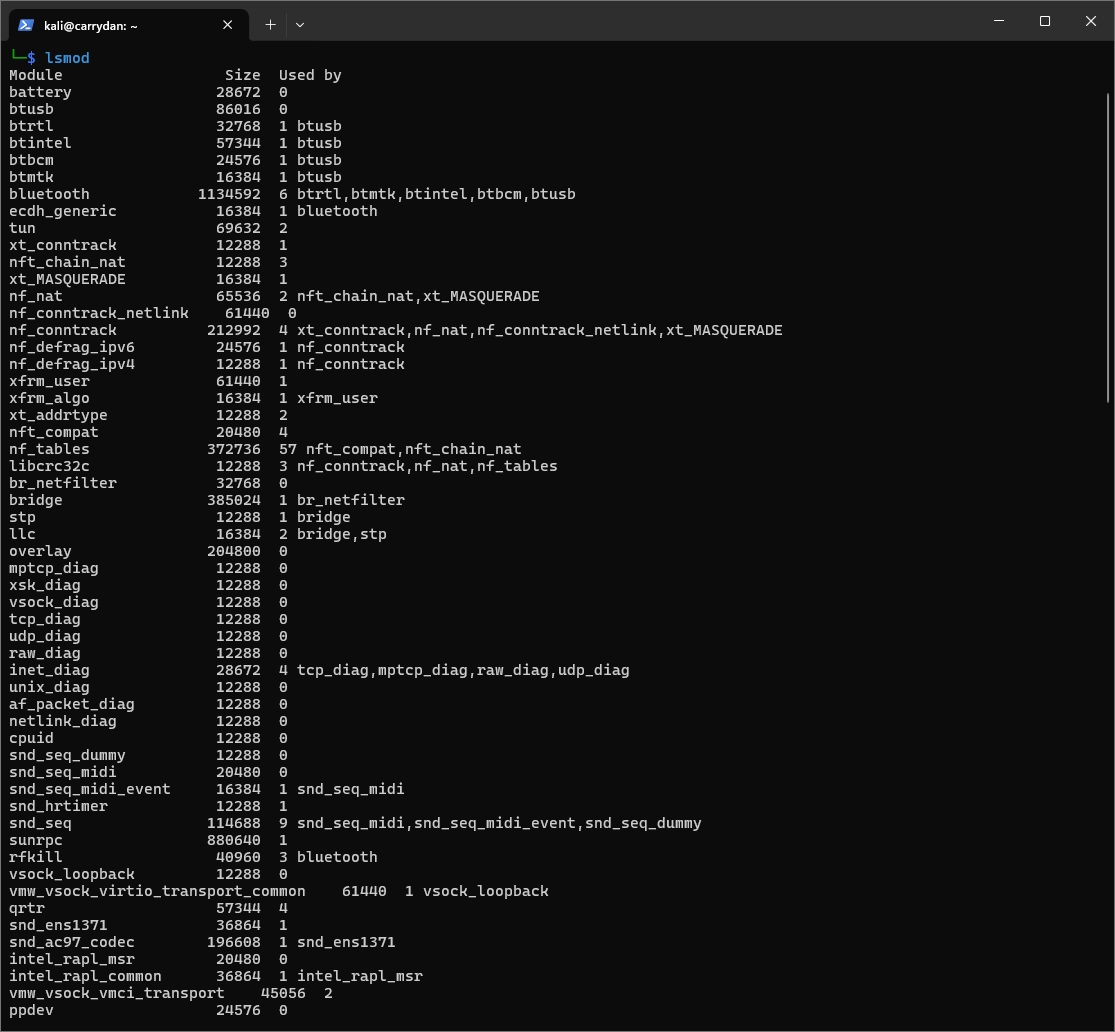 kali@carrydan: ~
└─$ lsmod
Module                  Size  Used by
battery                28672  0
btusb                  86016  0
btrtl                  32768  1 btusb
btintel                57344  1 btusb
btbcm                  24576  1 btusb
btmtk                  16384  1 btusb
bluetooth            1134592  6 btrtl,btmtk,btintel,btbcm,btusb
ecdh_generic           16384  1 bluetooth
tun                    69632  2
xt_conntrack           12288  1
nft_chain_nat          12288  3
xt_MASQUERADE          16384  1
nf_nat                 65536  2 nft_chain_nat,xt_MASQUERADE
nf_conntrack_netlink    61440  0
nf_conntrack          212992  4 xt_conntrack,nf_nat,nf_conntrack_netlink,xt_MASQUERADE
nf_defrag_ipv6         24576  1 nf_conntrack
nf_defrag_ipv4         12288  1 nf_conntrack
xfrm_user              61440  1
xfrm_algo              16384  1 xfrm_user
xt_addrtype            12288  2
nft_compat             20480  4
nf_tables             372736  57 nft_compat,nft_chain_nat
libcrc32c              12288  3 nf_conntrack,nf_nat,nf_tables
br_netfilter           32768  0
bridge                385024  1 br_netfilter
stp                    12288  1 bridge
llc                    16384  2 bridge,stp
overlay               204800  0
mptcp_diag             12288  0
xsk_diag               12288  0
vsock_diag             12288  0
tcp_diag               12288  0
udp_diag               12288  0
raw_diag               12288  0
inet_diag              28672  4 tcp_diag,mptcp_diag,raw_diag,udp_diag
unix_diag              12288  0
af_packet_diag         12288  0
netlink_diag           12288  0
cpuid                  12288  0
snd_seq_dummy          12288  0
snd_seq_midi           20480  0
snd_seq_midi_event     16384  1 snd_seq_midi
snd_hrtimer            12288  1
snd_seq               114688  9 snd_seq_midi,snd_seq_midi_event,snd_seq_dummy
sunrpc                880640  1
rfkill                 40960  3 bluetooth
vsock_loopback         12288  0
vmw_vsock_virtio_transport_common    61440  1 vsock_loopback
qrtr                   57344  4
snd_ens1371            36864  1
snd_ac97_codec        196608  1 snd_ens1371
intel_rapl_msr         20480  0
intel_rapl_common      36864  1 intel_rapl_msr
vmw_vsock_vmci_transport    45056  2
ppdev                  24576  0